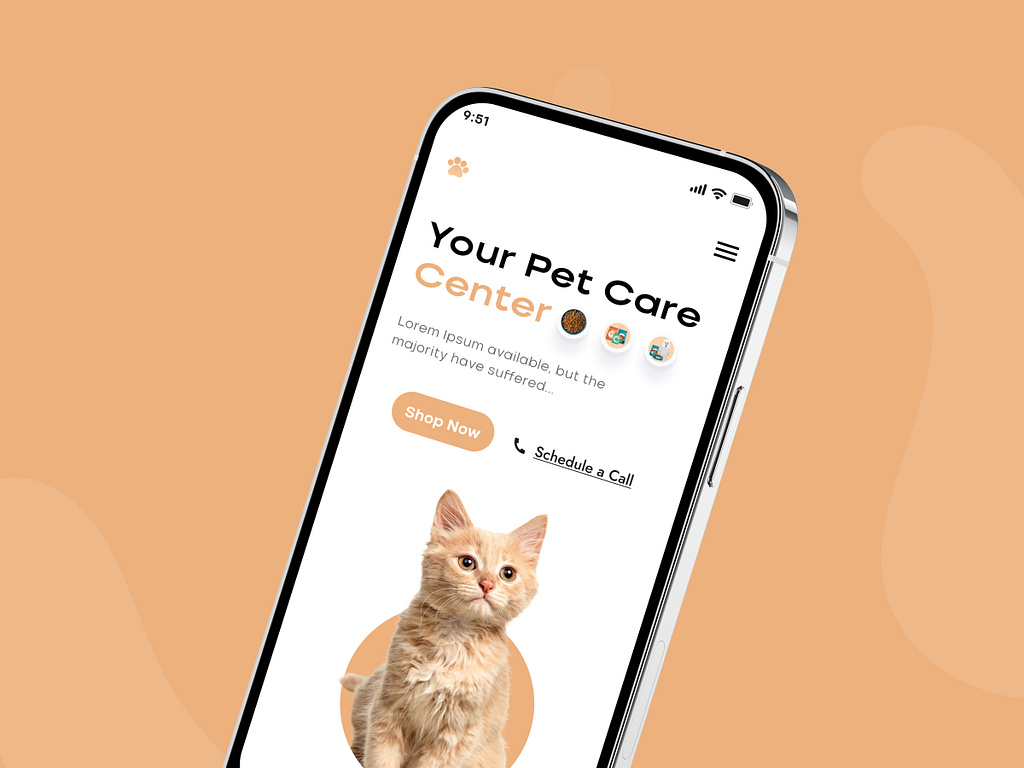 9:51
Your Pet Care
Center
Lorem Ipsum available, but the
majority have suffered...
Shop Now
Schedule a Call